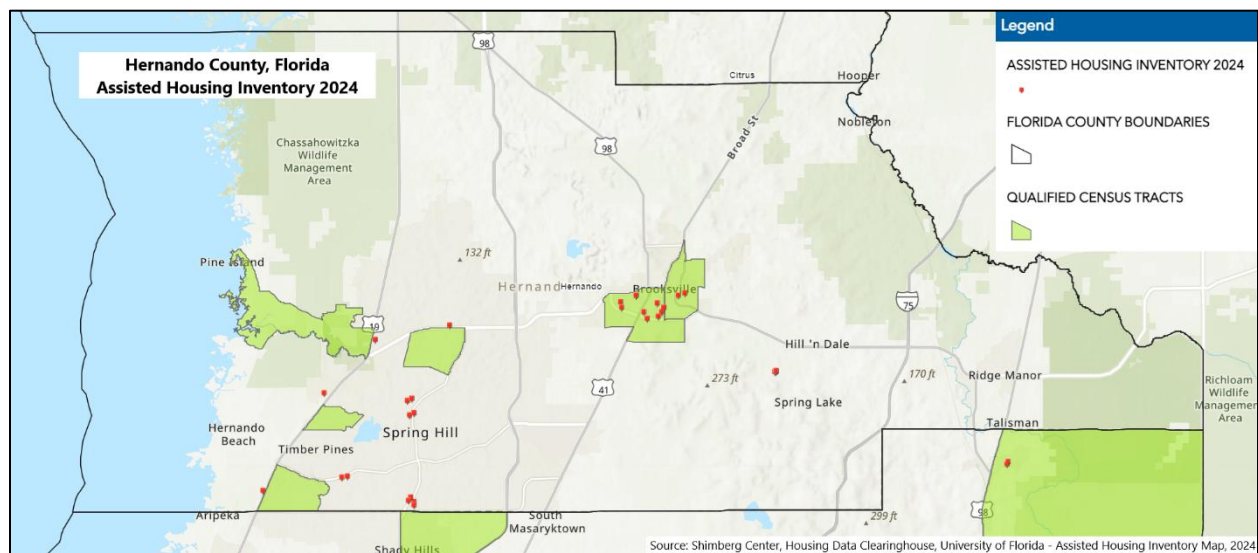 Hernando County, Florida
Assisted Housing Inventory 2024
Legend
ASSISTED HOUSING INVENTORY 2024
FLORIDA COUNTY BOUNDARIES
QUALIFIED CENSUS TRACTS
98
Citrus
Hooper
Nobleton
Broad St
98
Chassahowitzka
Wildlife
Management
Area
132 ft
Pine Island
Hernand
Hernando
Brooksville
75
19
Hill 'n Dale
41
273 ft
170 ft
Ridge Manor
Richloam
Wildlife
Management
Area
Spring Lake
Hernando
Beach
Spring Hill
Timber Pines
Talisman
Aripeka
South
Masaryktown
98
299 ft
Shady Hills
Source: Shimberg Center, Housing Data Clearinghouse, University of Florida - Assisted Housing Inventory Map, 2024